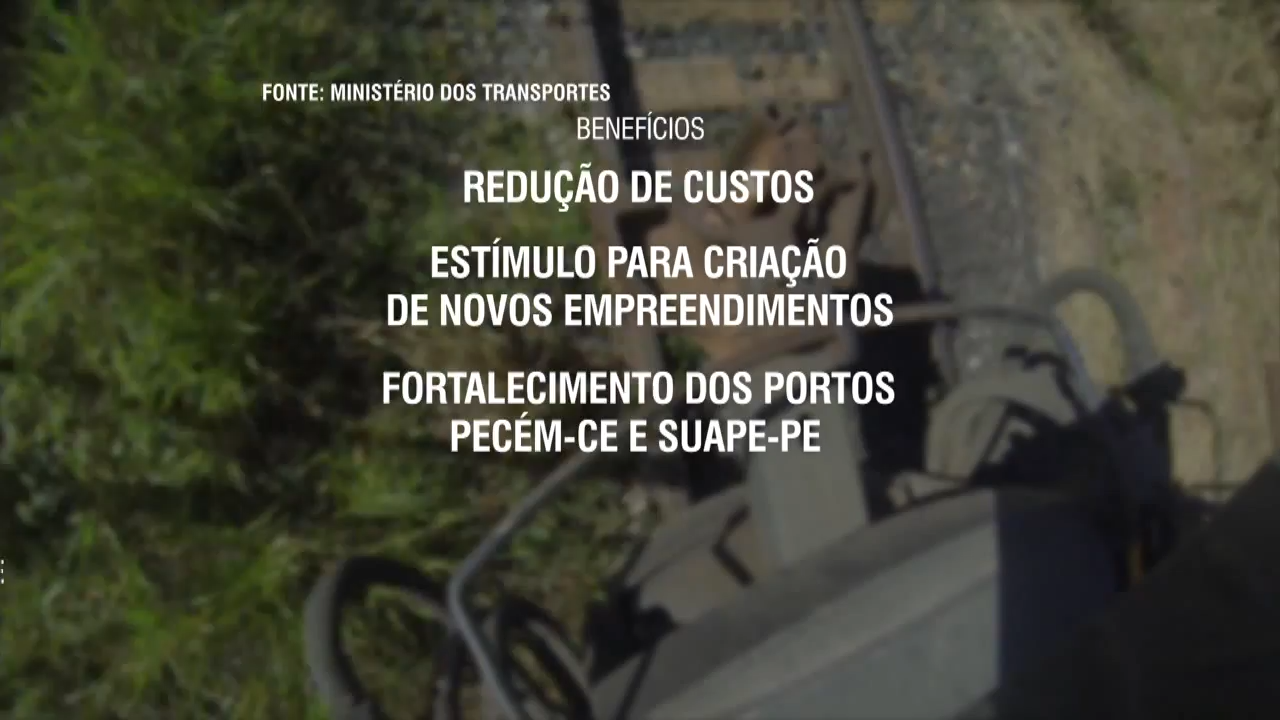 FONTE: MINISTÉRIO DOS TRANSPORTES
BENEFÍCIOS
REDUÇÃO DE CUSTOS
ESTÍMULO PARA CRIAÇÃO
DE NOVOS EMPREENDIMENTOS
FORTALECIMENTO DOS PORTOS
PECÉM-CE E SUAPE-PE